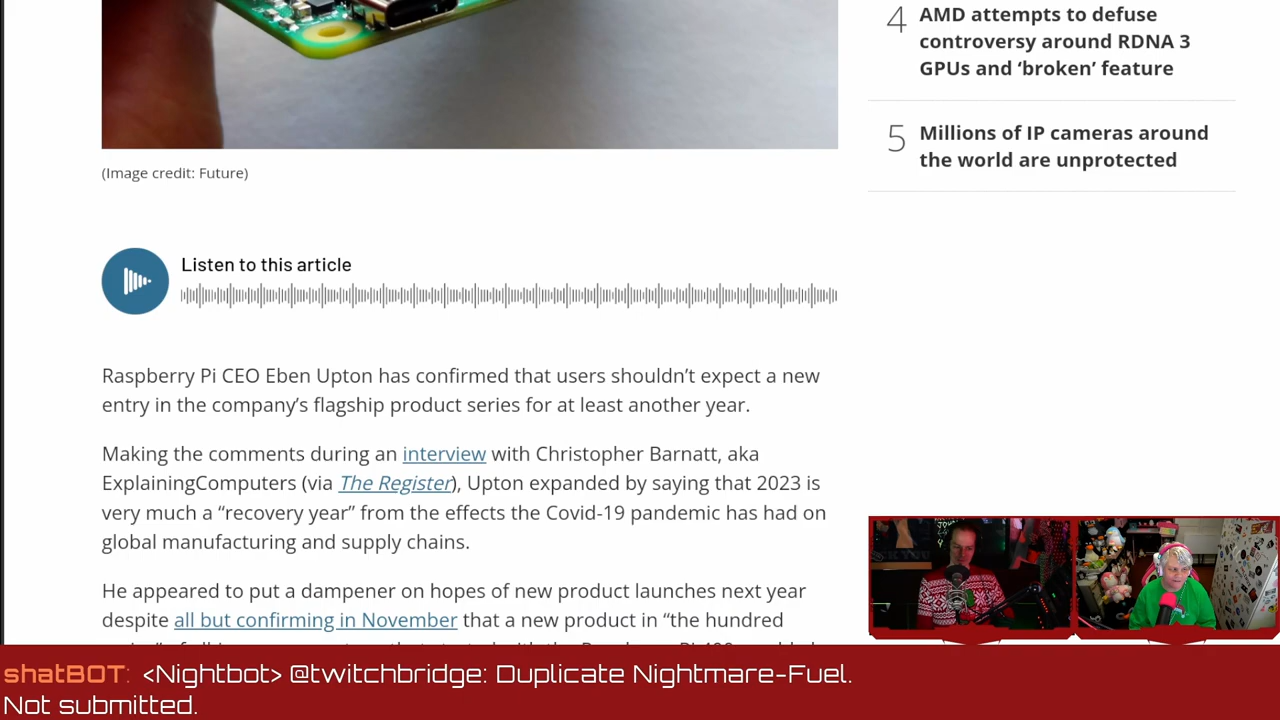 4 AMD attempts to defuse
controversy around RDNA 3
GPUs and ‘broken’ feature
5 Millions of IP cameras around
the world are unprotected
(Image credit: Future)
Listen to this article
Raspberry Pi CEO Eben Upton has confirmed that users shouldn’t expect a new
entry in the company’s flagship product series for at least another year.
Making the comments during an interview with Christopher Barnatt, aka
ExplainingComputers (via The Register), Upton expanded by saying that 2023 is
very much a “recovery year” from the effects the Covid-19 pandemic has had on
global manufacturing and supply chains.
He appeared to put a dampener on hopes of new product launches next year
despite all but confirming in November that a new product in “the hundred
shatBOT: <Nightbot> @twitchbridge: Duplicate Nightmare-Fuel.
Not submitted.